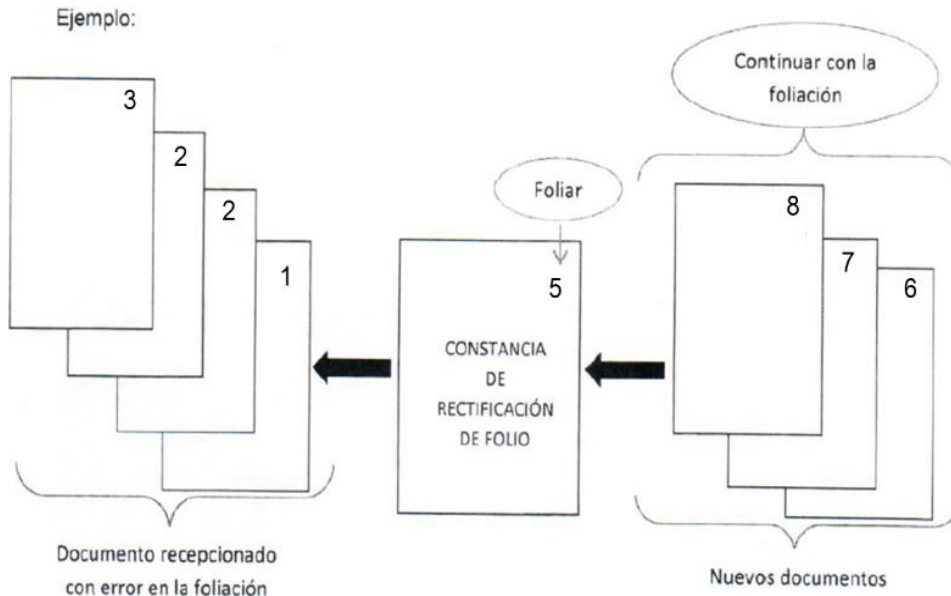 Ejemplo:
Continuar con la
foliación
3
2
2
1
Foliar
5
CONSTANCIA
DE
RECTIFICACIÓN
DE FOLIO
8
7
6
Documento recepcionado
con error en la foliación
Nuevos documentos